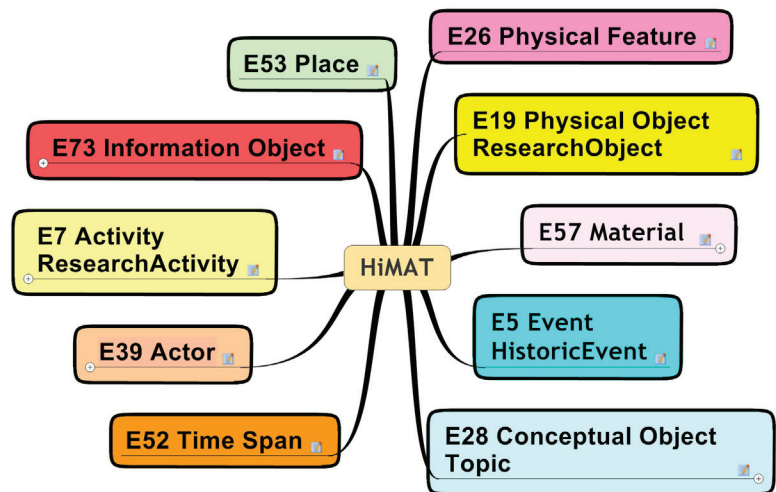 E53 Place
E26 Physical Feature
E73 Information Object
E19 Physical Object
ResearchObject
E7 Activity
ResearchActivity
E57 Material
HiMAT
E39 Actor
E5 Event
HistoricEvent
E52 Time Span
E28 Conceptual Object
Topic